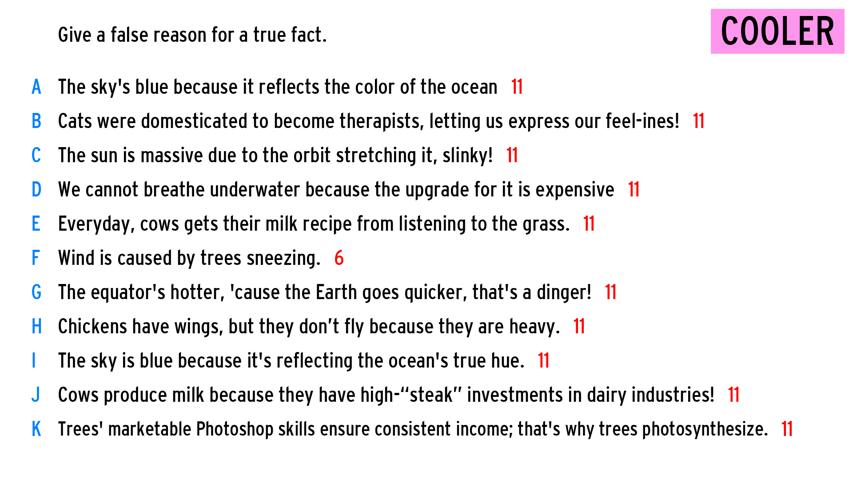 Give a false reason for a true fact.
COOLER
A The sky's blue because it reflects the color of the ocean 11
B Cats were domesticated to become therapists, letting us express our feel-ines! 11
C The sun is massive due to the orbit stretching it, slinky! 11
D We cannot breathe underwater because the upgrade for it is expensive 11
E Everyday, cows gets their milk recipe from listening to the grass. 11
F Wind is caused by trees sneezing. 6
G The equator's hotter, 'cause the Earth goes quicker, that's a dinger! 11
H Chickens have wings, but they don’t fly because they are heavy. 11
I The sky is blue because it's reflecting the ocean's true hue. 11
J Cows produce milk because they have high-“steak” investments in dairy industries! 11
K Trees' marketable Photoshop skills ensure consistent income; that's why trees photosynthesize. 11